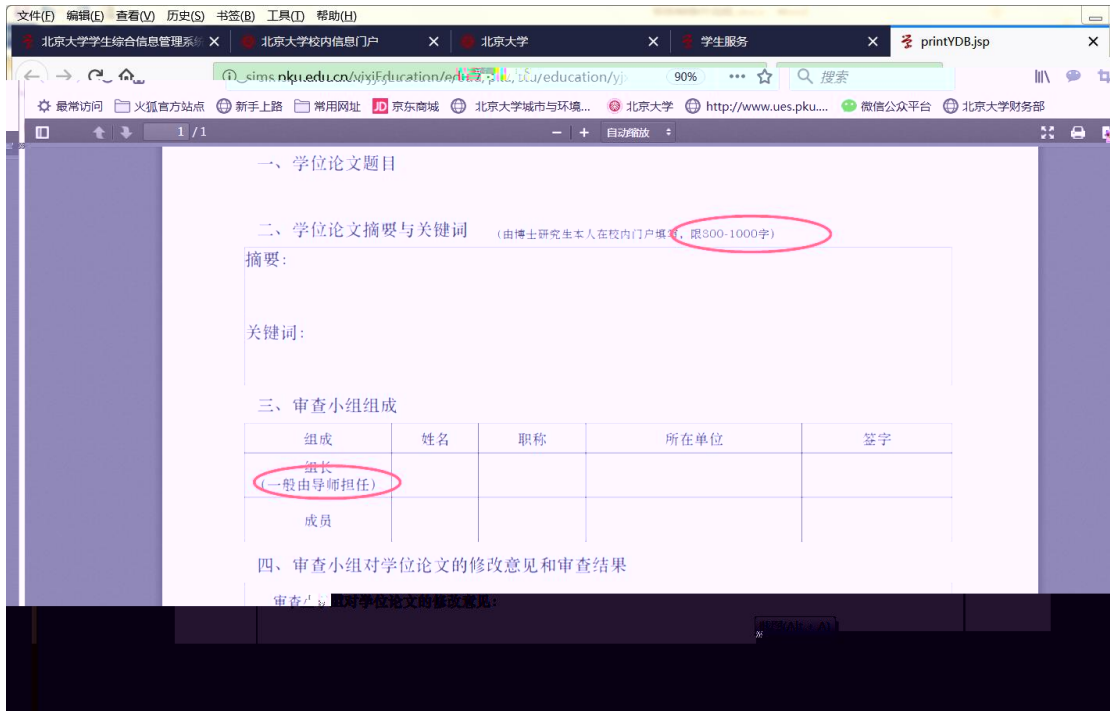 文件(F) 编辑(E) 查看(V) 历史(S) 书签(B) 工具(T) 帮助(H)
北京大学学生综合信息管理系统 北京大学校内信息门户 北京大学 学生服务 printYDB.jsp
sims.pku.edu.cn 90% 搜索
最常访问 火狐官方站点 新手上路 常用网址 JD 京东商城 北京大学城市与环境... 北京大学 http://www.ues.pku.... 微信公众平台 北京大学财务部
1 / 1 自动缩放
一、学位论文题目
二、学位论文摘要与关键词 (由博士研究生本人在校内门户填写，限800-1000字)
摘要:
关键词:
三、审查小组组成
组成 姓名 职称 所在单位 签字
组长
(一般由导师担任)
成员
四、审查小组对学位论文的修改意见和审查结果
审查小组对学位论文的修改意见: